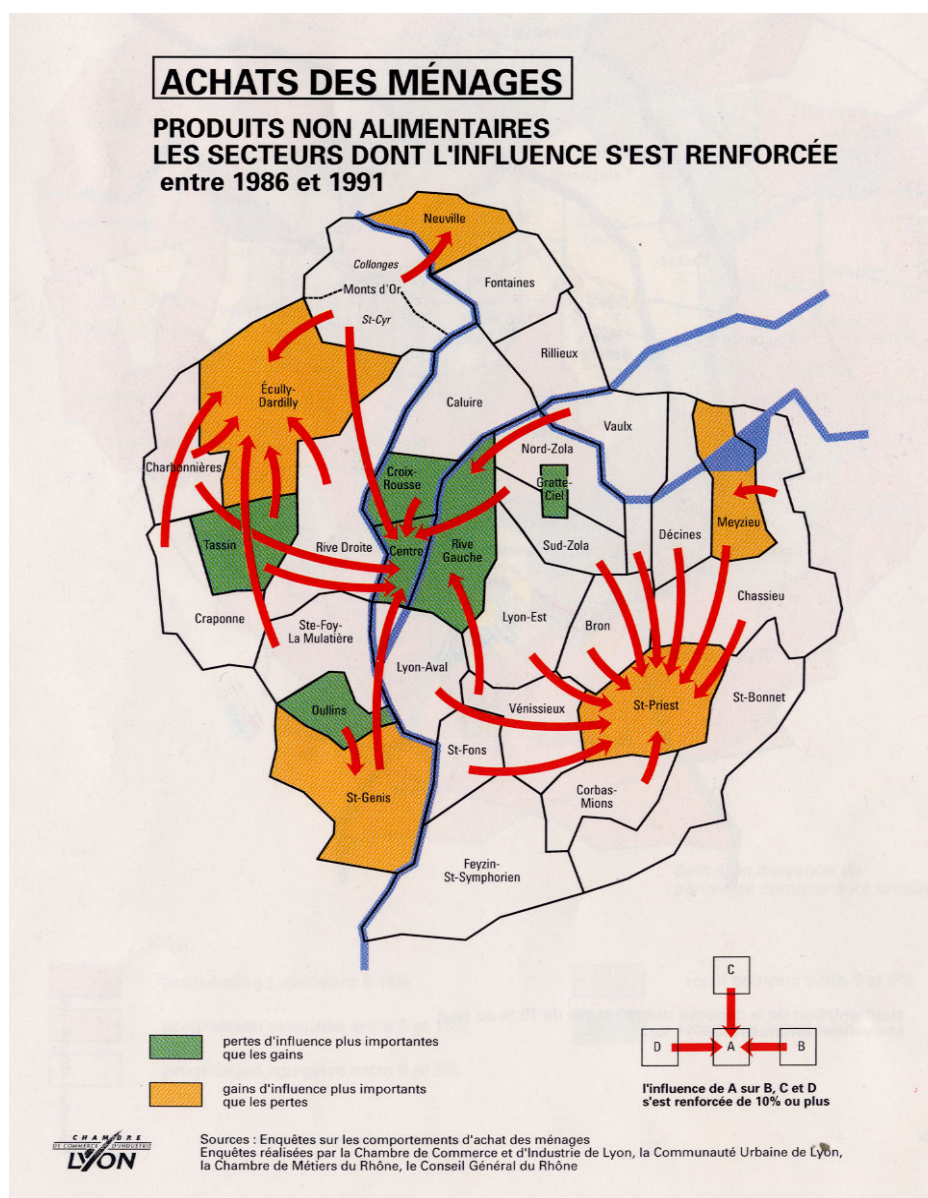 ACHATS DES MÉNAGES
PRODUITS NON ALIMENTAIRES
LES SECTEURS DONT L'INFLUENCE S'EST RENFORCÉE
entre 1986 et 1991
Neuville
Collonges
Monts d'Or
St-Cyr
Fontaines
Rillieux
Écully-
Dardilly
Caluire
Vaulx
Nord-Zola
Charbonnières
Croix-
Rousse
Gratte-
Ciel
Meyzieu
Tassin
Rive Droite
Centre
Rive
Gauche
Sud-Zola
Décines
Chassieu
Craponne
Ste-Foy-
La Mulatière
Lyon-Est
Bron
Lyon-Aval
St-Bonnet
Oullins
Vénissieux
St-Priest
St-Fons
St-Genis
Corbas-
Mions
Feyzin-
St-Symphorien
C
D
A
B
pertes d'influence plus importantes
que les gains
gains d'influence plus importants
que les pertes
l'influence de A sur B, C et D
s'est renforcée de 10% ou plus
CHAMBRE
DE COMMERCE ET D'INDUSTRIE
LYON
Sources : Enquêtes sur les comportements d'achat des ménages
Enquêtes réalisées par la Chambre de Commerce et d'Industrie de Lyon, la Communauté Urbaine de Lyon,
la Chambre de Métiers du Rhône, le Conseil Général du Rhône